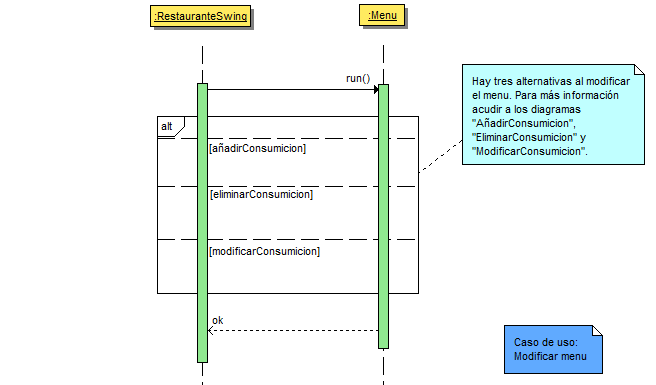 :RestauranteSwing
:Menu
run()
Hay tres alternativas al modificar
el menu. Para más información
acudir a los diagramas
"AñadirConsumicion",
"EliminarConsumicion" y
"ModificarConsumicion".
alt
[añadirConsumicion]
[eliminarConsumicion]
[modificarConsumicion]
ok
Caso de uso:
Modificar menu